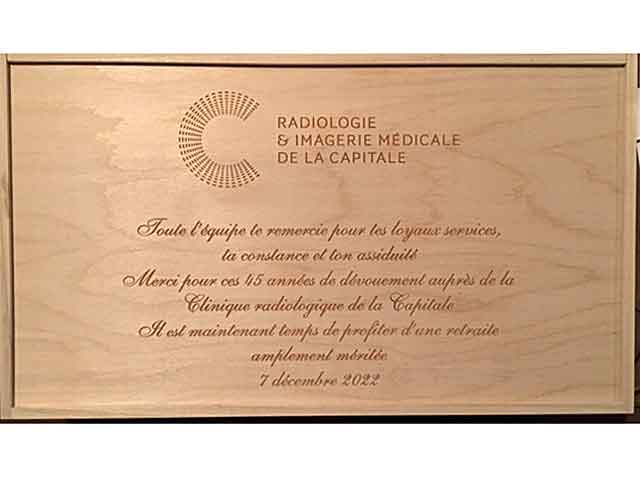 RADIOLOGIE
& IMAGERIE MÉDICALE
DE LA CAPITALE
Toute l'équipe te remercie pour tes loyaux services,
ta constance et ton assiduité
Merci pour ces 45 années de dévouement auprès de la
Clinique radiologique de la Capitale
Il est maintenant temps de profiter d'une retraite
amplement méritée
7 décembre 2022